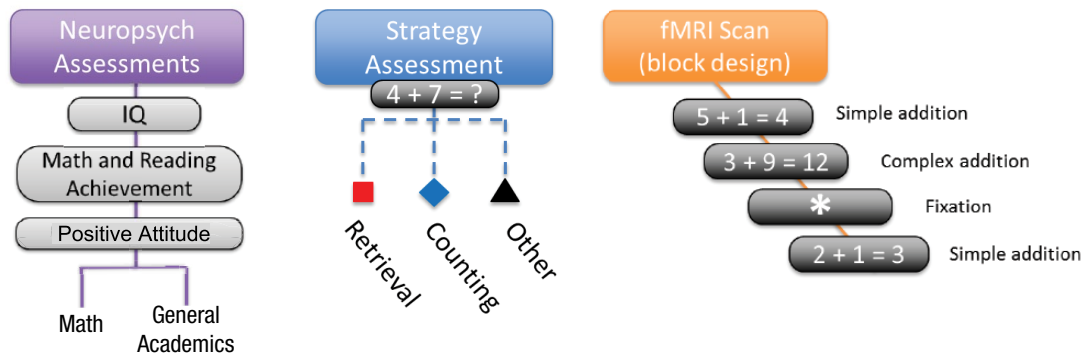 Neuropsych
Assessments
IQ
Math and Reading
Achievement
Positive Attitude
Math
General
Academics
Strategy
Assessment
4 + 7 = ?
Retrieval
Counting
Other
fMRI Scan
(block design)
5 + 1 = 4
Simple addition
3 + 9 = 12
Complex addition
*
Fixation
2 + 1 = 3
Simple addition